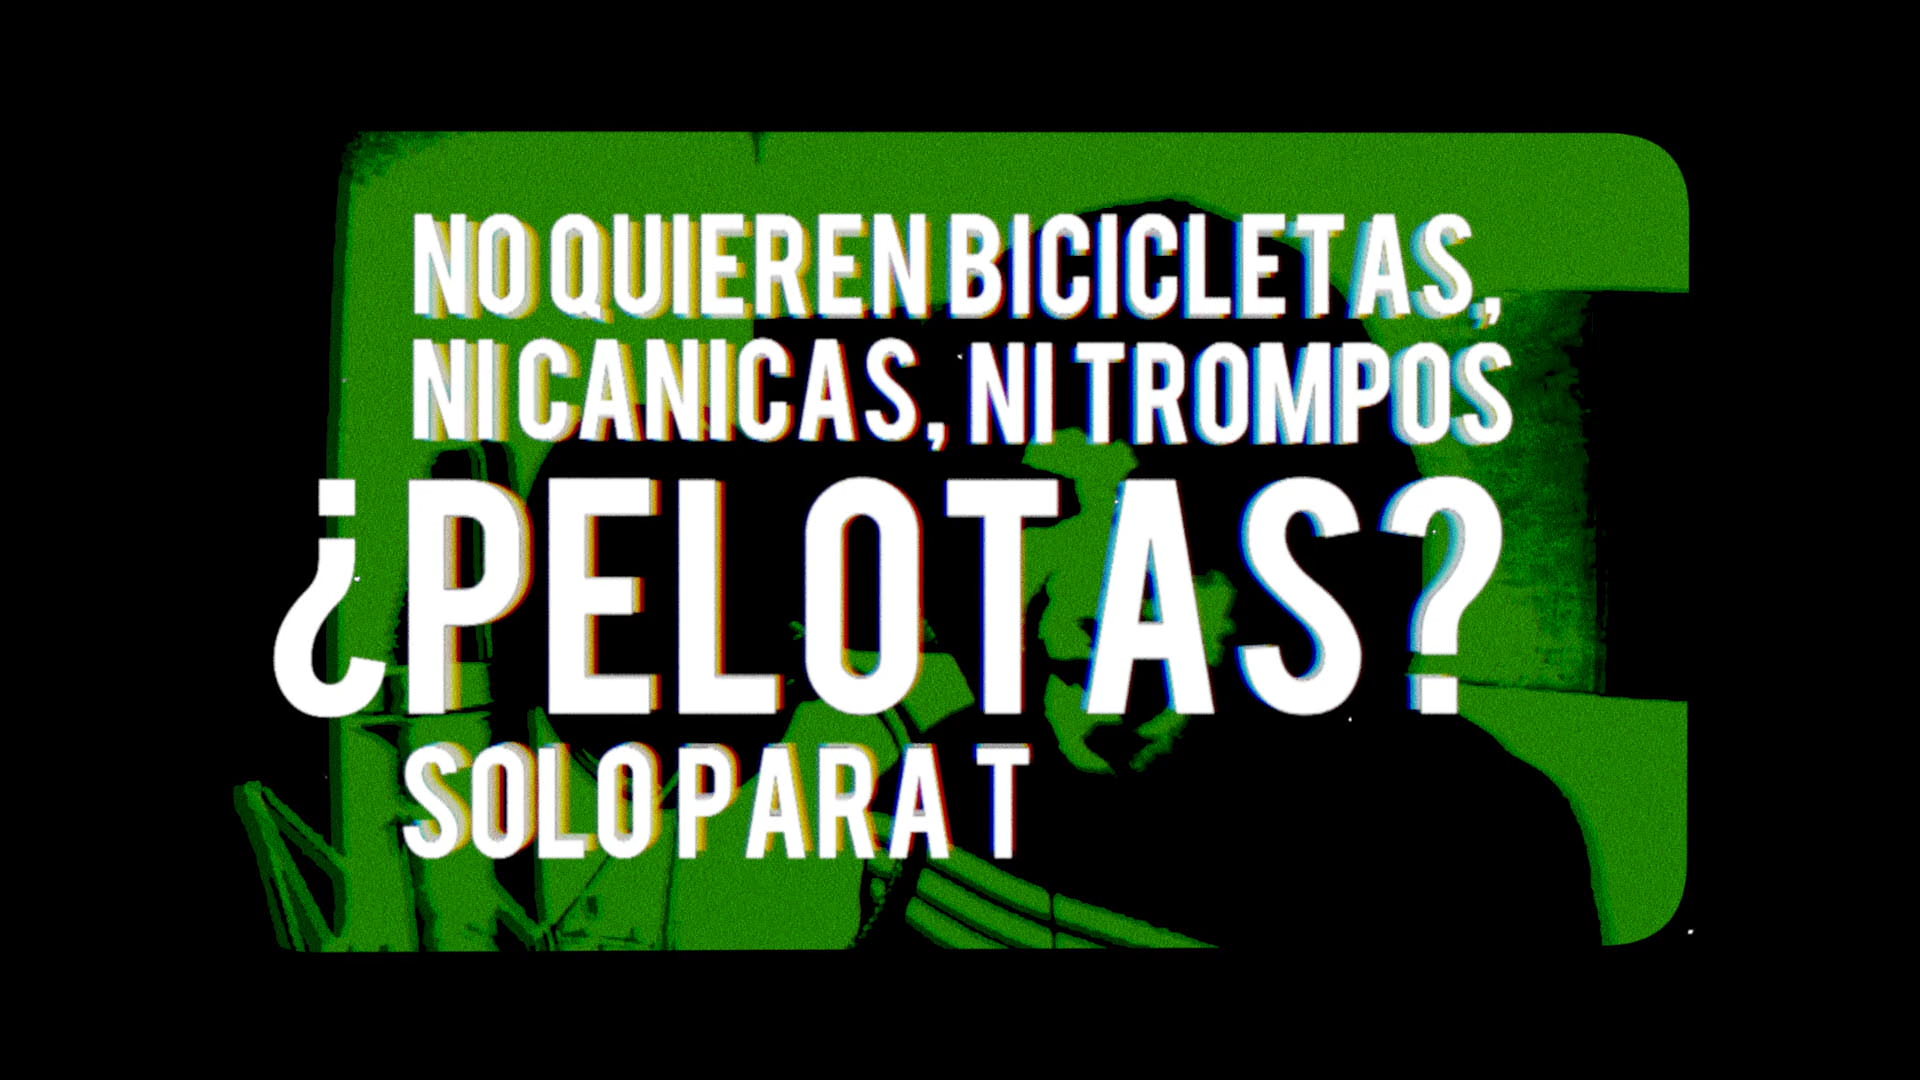 NO QUIEREN BICICLETAS,
NI CANICAS, NI TROMPOS
¿PELOTAS?
SOLO PARA T